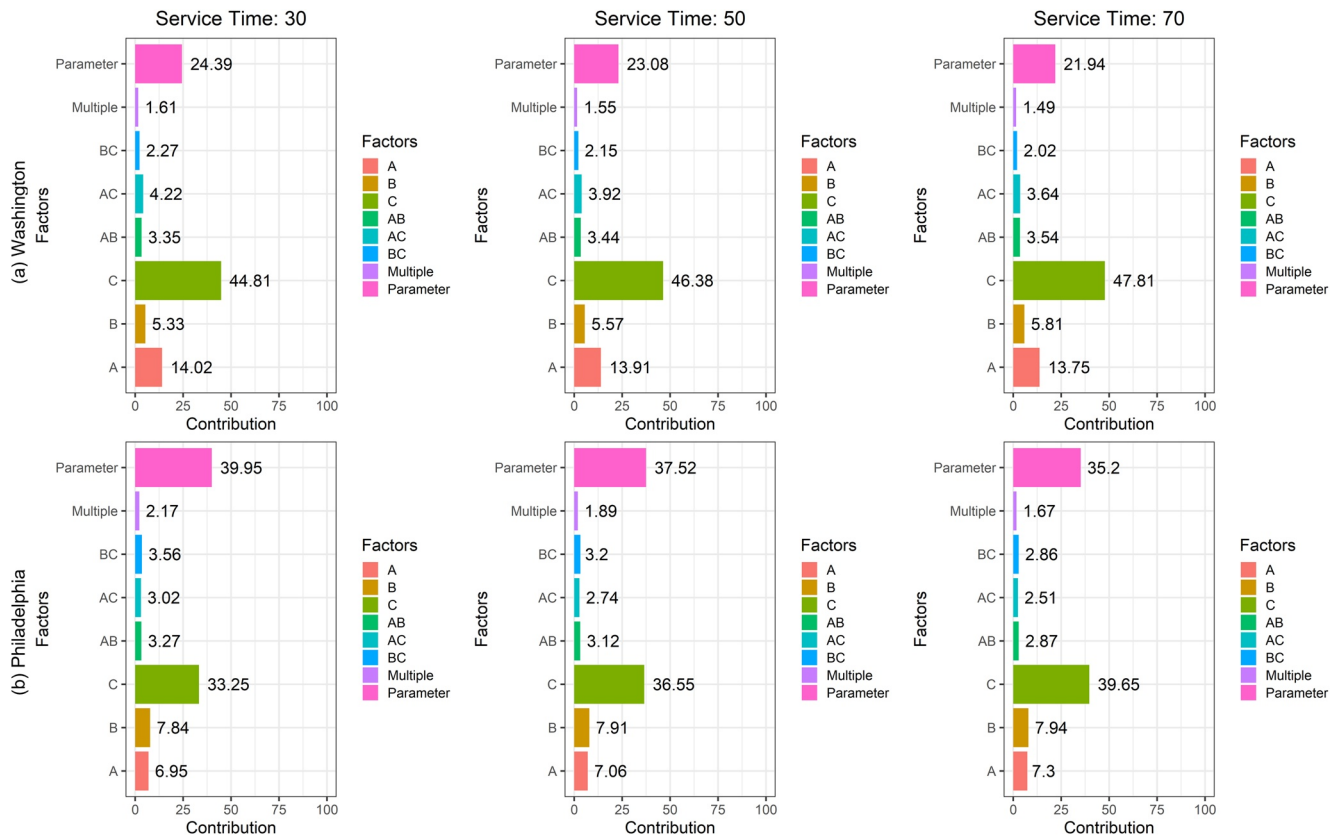 Service Time: 30
Service Time: 50
Service Time: 70
(a) Washington
Factors
Parameter
Multiple
BC
AC
AB
C
B
A
24.39
1.61
2.27
4.22
3.35
44.81
5.33
14.02
0
25
50
75
100
Contribution
Factors
A
B
C
AB
AC
BC
Multiple
Parameter
Factors
Parameter
Multiple
BC
AC
AB
C
B
A
23.08
1.55
2.15
3.92
3.44
46.38
5.57
13.91
0
25
50
75
100
Contribution
Factors
A
B
C
AB
AC
BC
Multiple
Parameter
Factors
Parameter
Multiple
BC
AC
AB
C
B
A
21.94
1.49
2.02
3.64
3.54
47.81
5.81
13.75
0
25
50
75
100
Contribution
Factors
A
B
C
AB
AC
BC
Multiple
Parameter
(b) Philadelphia
Factors
Parameter
Multiple
BC
AC
AB
C
B
A
39.95
2.17
3.56
3.02
3.27
33.25
7.84
6.95
0
25
50
75
100
Contribution
Factors
A
B
C
AB
AC
BC
Multiple
Parameter
Factors
Parameter
Multiple
BC
AC
AB
C
B
A
37.52
1.89
3.2
2.74
3.12
36.55
7.91
7.06
0
25
50
75
100
Contribution
Factors
A
B
C
AB
AC
BC
Multiple
Parameter
Factors
Parameter
Multiple
BC
AC
AB
C
B
A
35.2
1.67
2.86
2.51
2.87
39.65
7.94
7.3
0
25
50
75
100
Contribution
Factors
A
B
C
AB
AC
BC
Multiple
Parameter